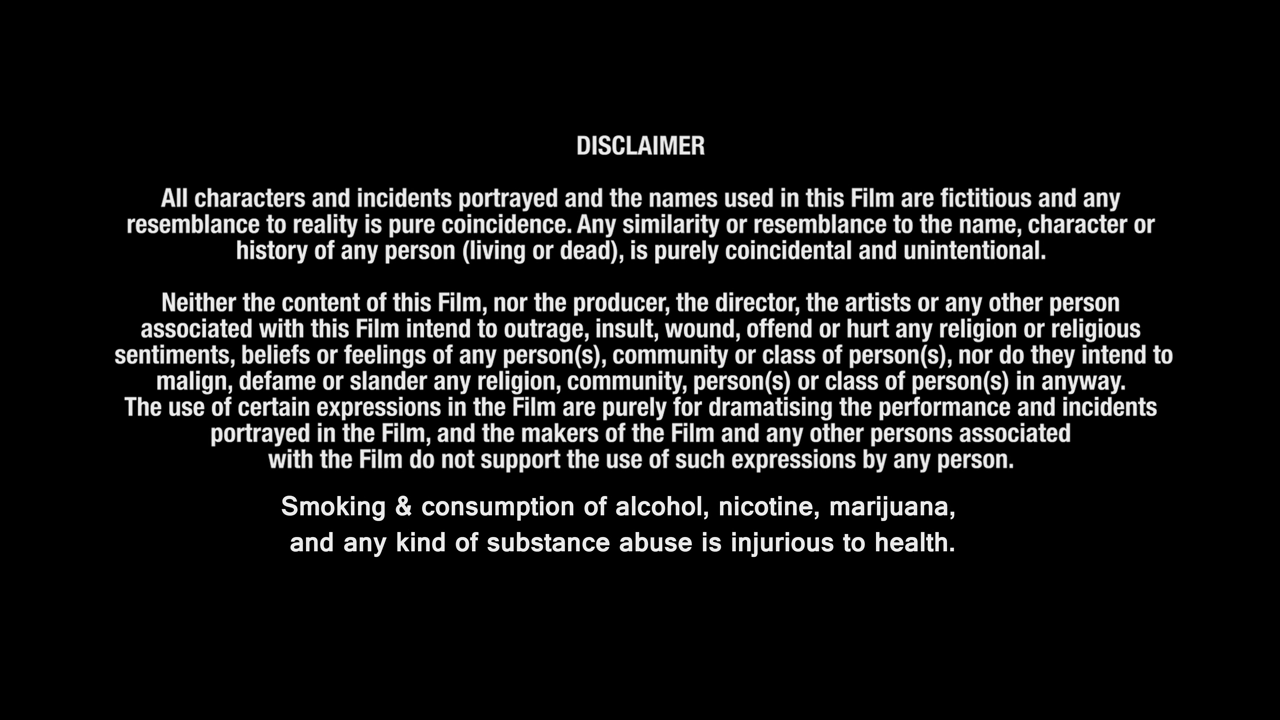 DISCLAIMER
All characters and incidents portrayed and the names used in this Film are fictitious and any
resemblance to reality is pure coincidence. Any similarity or resemblance to the name, character or
history of any person (living or dead), is purely coincidental and unintentional.
Neither the content of this Film, nor the producer, the director, the artists or any other person
associated with this Film intend to outrage, insult, wound, offend or hurt any religion or religious
sentiments, beliefs or feelings of any person(s), community or class of person(s), nor do they intend to
malign, defame or slander any religion, community, person(s) or class of person(s) in anyway.
The use of certain expressions in the Film are purely for dramatising the performance and incidents
portrayed in the Film, and the makers of the Film and any other persons associated
with the Film do not support the use of such expressions by any person.
Smoking & consumption of alcohol, nicotine, marijuana,
and any kind of substance abuse is injurious to health.